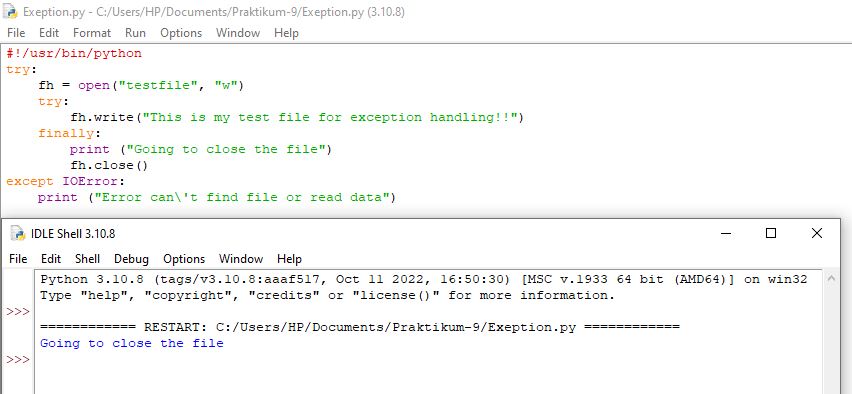 Exeption.py - C:/Users/HP/Documents/Praktikum-9/Exeption.py (3.10.8)
File Edit Format Run Options Window Help
#!/usr/bin/python
try:
    fh = open("testfile", "w")
    try:
        fh.write("This is my test file for exception handling!!")
    finally:
        print ("Going to close the file")
        fh.close()
except IOError:
    print ("Error can\'t find file or read data")
IDLE Shell 3.10.8
File Edit Shell Debug Options Window Help
Python 3.10.8 (tags/v3.10.8:aaaf517, Oct 11 2022, 16:50:30) [MSC v.1933 64 bit (AMD64)] on win32
Type "help", "copyright", "credits" or "license()" for more information.
>>>
============ RESTART: C:/Users/HP/Documents/Praktikum-9/Exeption.py ============
Going to close the file
>>>